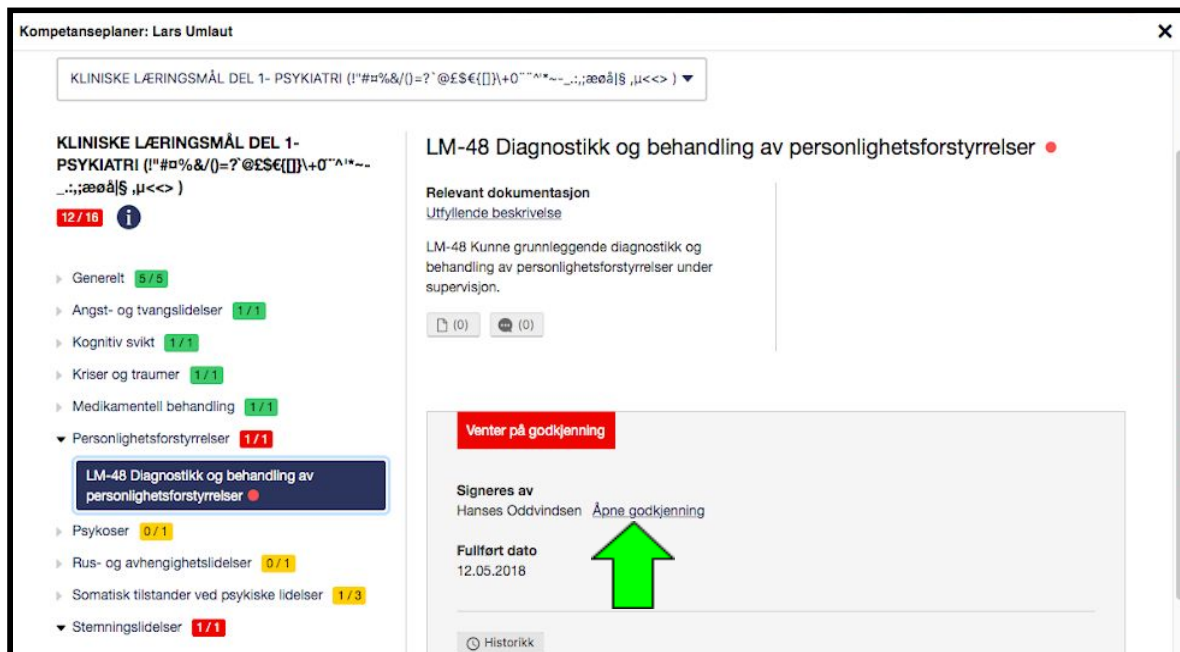 Kompetanseplaner: Lars Umlaut
KLINISKE LÆRINGSMÅL DEL 1- PSYKIATRI (!"#¤%&/()=?`@£$€{[]}\+0¨¨^'*~-_.:,;æøå|§ ,µ<<> )
KLINISKE LÆRINGSMÅL DEL 1-
PSYKIATRI (!"#¤%&/()=?`@£$€{[]}\+0¨¨^'*~-
_.:,;æøå|§ ,µ<<> )
12 / 16
Generelt 5 / 5
Angst- og tvangslidelser 1 / 1
Kognitiv svikt 1 / 1
Kriser og traumer 1 / 1
Medikamentell behandling 1 / 1
Personlighetsforstyrrelser 1 / 1
LM-48 Diagnostikk og behandling av
personlighetsforstyrrelser
Psykoser 0 / 1
Rus- og avhengighetslidelser 0 / 1
Somatisk tilstander ved psykiske lidelser 1 / 3
Stemningslidelser 1 / 1
LM-48 Diagnostikk og behandling av personlighetsforstyrrelser
Relevant dokumentasjon
Utfyllende beskrivelse
LM-48 Kunne grunnleggende diagnostikk og
behandling av personlighetsforstyrrelser under
supervisjon.
(0) (0)
Venter på godkjenning
Signeres av
Hanses Oddvindsen Åpne godkjenning
Fullført dato
12.05.2018
Historikk